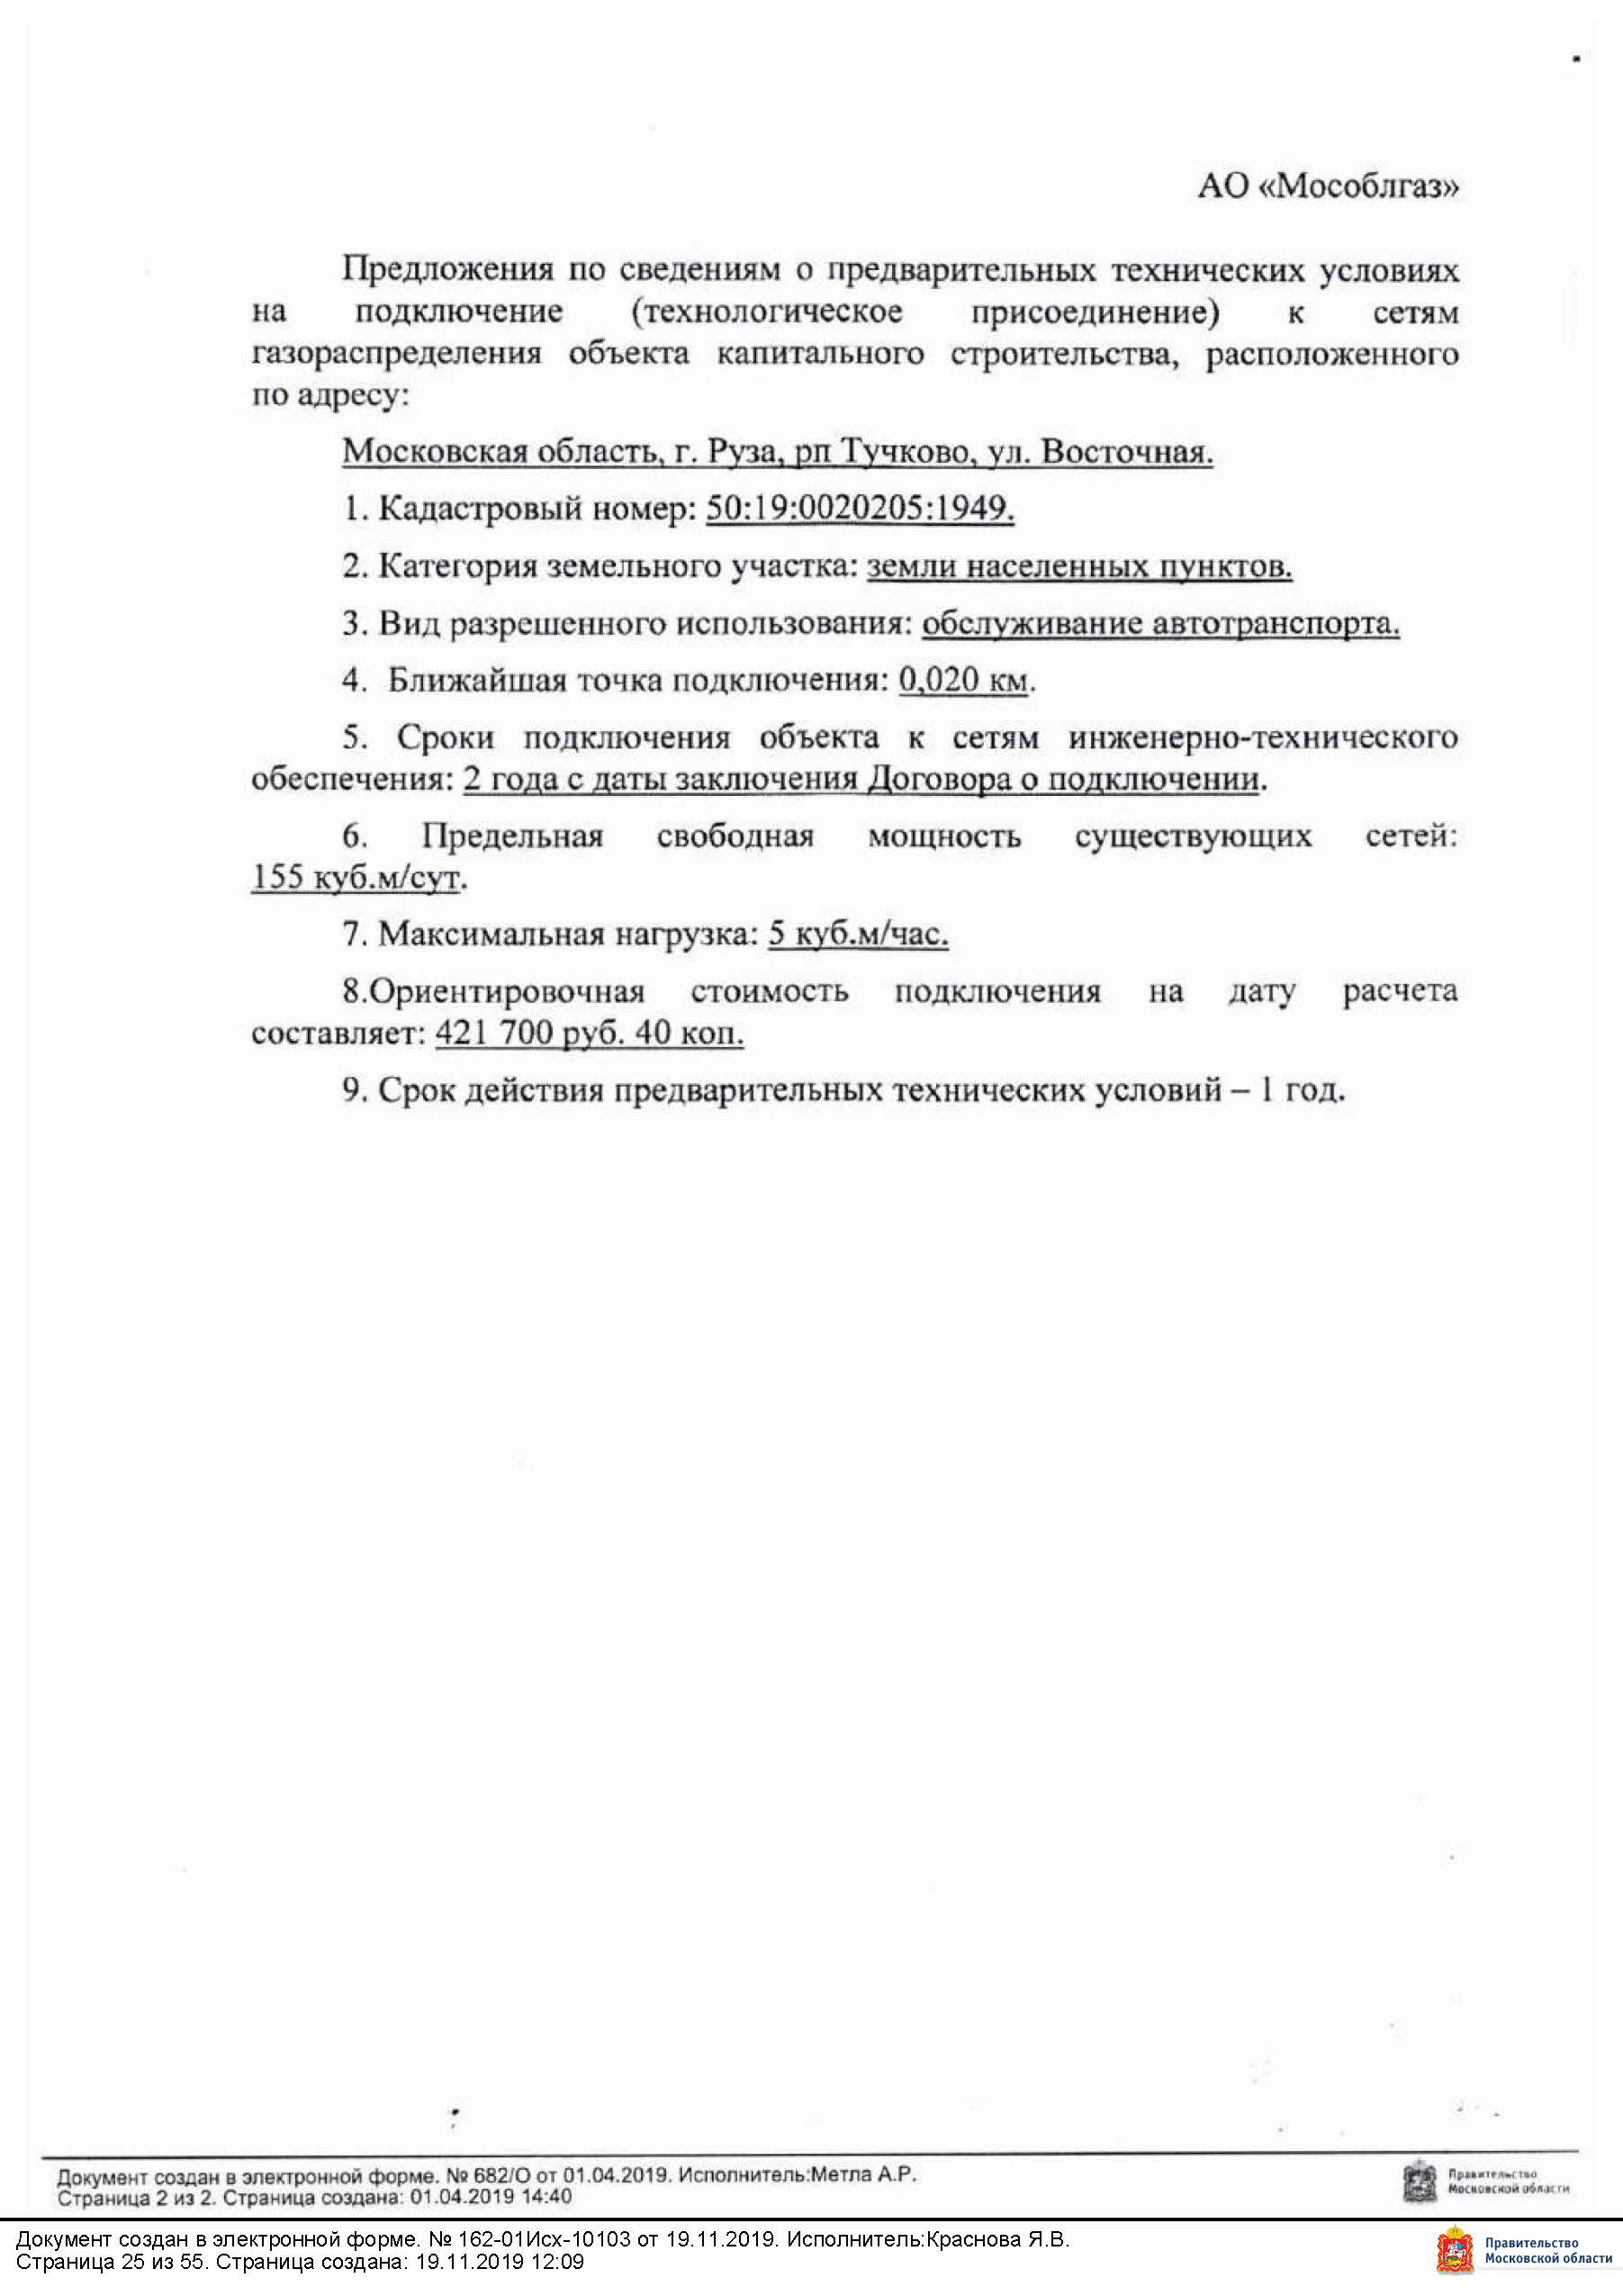 АО «Мособлгаз»
Предложения по сведениям о предварительных технических условиях
на подключение (технологическое присоединение) к сетям
газораспределения объекта капитального строительства, расположенного
по адресу:
Московская область, г. Руза, рп Тучково, ул. Восточная.
1. Кадастровый номер: 50:19:0020205:1949.
2. Категория земельного участка: земли населенных пунктов.
3. Вид разрешенного использования: обслуживание автотранспорта.
4. Ближайшая точка подключения: 0,020 км.
5. Сроки подключения объекта к сетям инженерно-технического
обеспечения: 2 года с даты заключения Договора о подключении.
6. Предельная свободная мощность существующих сетей:
155 куб.м/сут.
7. Максимальная нагрузка: 5 куб.м/час.
8.Ориентировочная стоимость подключения на дату расчета
составляет: 421 700 руб. 40 коп.
9. Срок действия предварительных технических условий – 1 год.
Документ создан в электронной форме. № 682/О от 01.04.2019. Исполнитель:Метла А.Р.
Страница 2 из 2. Страница создана: 01.04.2019 14:40
Правительство
Московской области
Документ создан в электронной форме. № 162-01Исх-10103 от 19.11.2019. Исполнитель:Краснова Я.В.
Страница 25 из 55. Страница создана: 19.11.2019 12:09
Правительство
Московской области